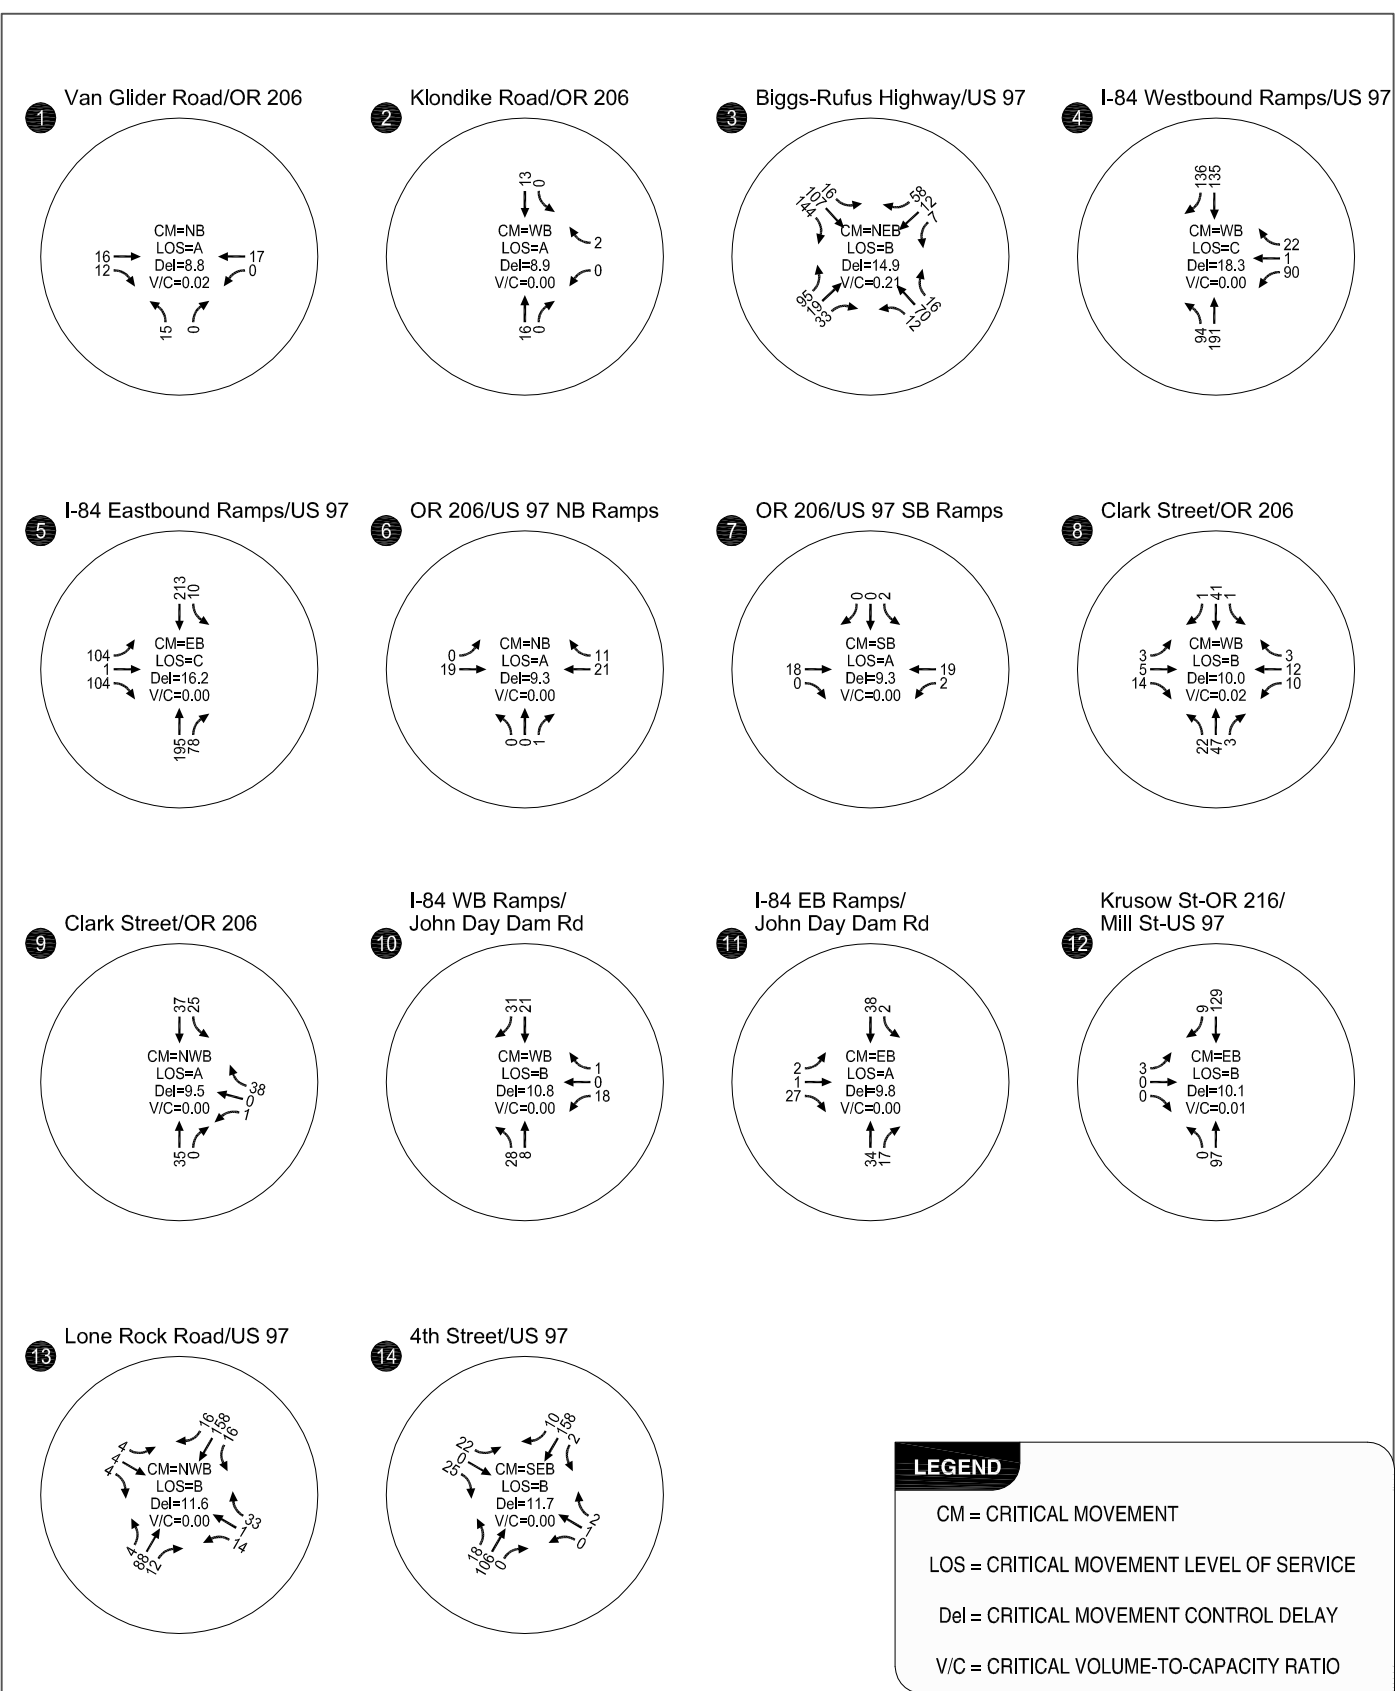 1 Van Glider Road/OR 206
CM=NB
LOS=A
Del=8.8
V/C=0.02
16
12
17
0
15
0
2 Klondike Road/OR 206
13
0
CM=WB
LOS=A
Del=8.9
V/C=0.00
2
0
16
0
3 Biggs-Rufus Highway/US 97
16
107
144
58
12
7
CM=NEB
LOS=B
Del=14.9
V/C=0.21
95
19
33
16
70
12
4 I-84 Westbound Ramps/US 97
136
135
CM=WB
LOS=C
Del=18.3
V/C=0.00
22
1
90
94
191
5 I-84 Eastbound Ramps/US 97
213
10
CM=EB
LOS=C
Del=16.2
V/C=0.00
104
1
104
195
78
6 OR 206/US 97 NB Ramps
CM=NB
LOS=A
Del=9.3
V/C=0.00
0
19
11
21
0
0
1
7 OR 206/US 97 SB Ramps
0
0
2
CM=SB
LOS=A
Del=9.3
V/C=0.00
18
0
19
2
8 Clark Street/OR 206
1
41
1
CM=WB
LOS=B
Del=10.0
V/C=0.02
3
5
14
3
12
10
22
47
3
9 Clark Street/OR 206
37
25
CM=NWB
LOS=A
Del=9.5
V/C=0.00
38
0
1
35
0
10 I-84 WB Ramps/
John Day Dam Rd
31
21
CM=WB
LOS=B
Del=10.8
V/C=0.00
1
0
18
28
8
11 I-84 EB Ramps/
John Day Dam Rd
38
2
CM=EB
LOS=A
Del=9.8
V/C=0.00
2
1
27
34
17
12 Krusow St-OR 216/
Mill St-US 97
9
129
CM=EB
LOS=B
Del=10.1
V/C=0.01
3
0
0
0
97
13 Lone Rock Road/US 97
16
158
16
4
4
4
CM=NWB
LOS=B
Del=11.6
V/C=0.00
33
1
14
4
88
12
14 4th Street/US 97
10
158
2
22
0
25
CM=SEB
LOS=B
Del=11.7
V/C=0.00
2
1
0
18
106
0
LEGEND
CM = CRITICAL MOVEMENT
LOS = CRITICAL MOVEMENT LEVEL OF SERVICE
Del = CRITICAL MOVEMENT CONTROL DELAY
V/C = CRITICAL VOLUME-TO-CAPACITY RATIO